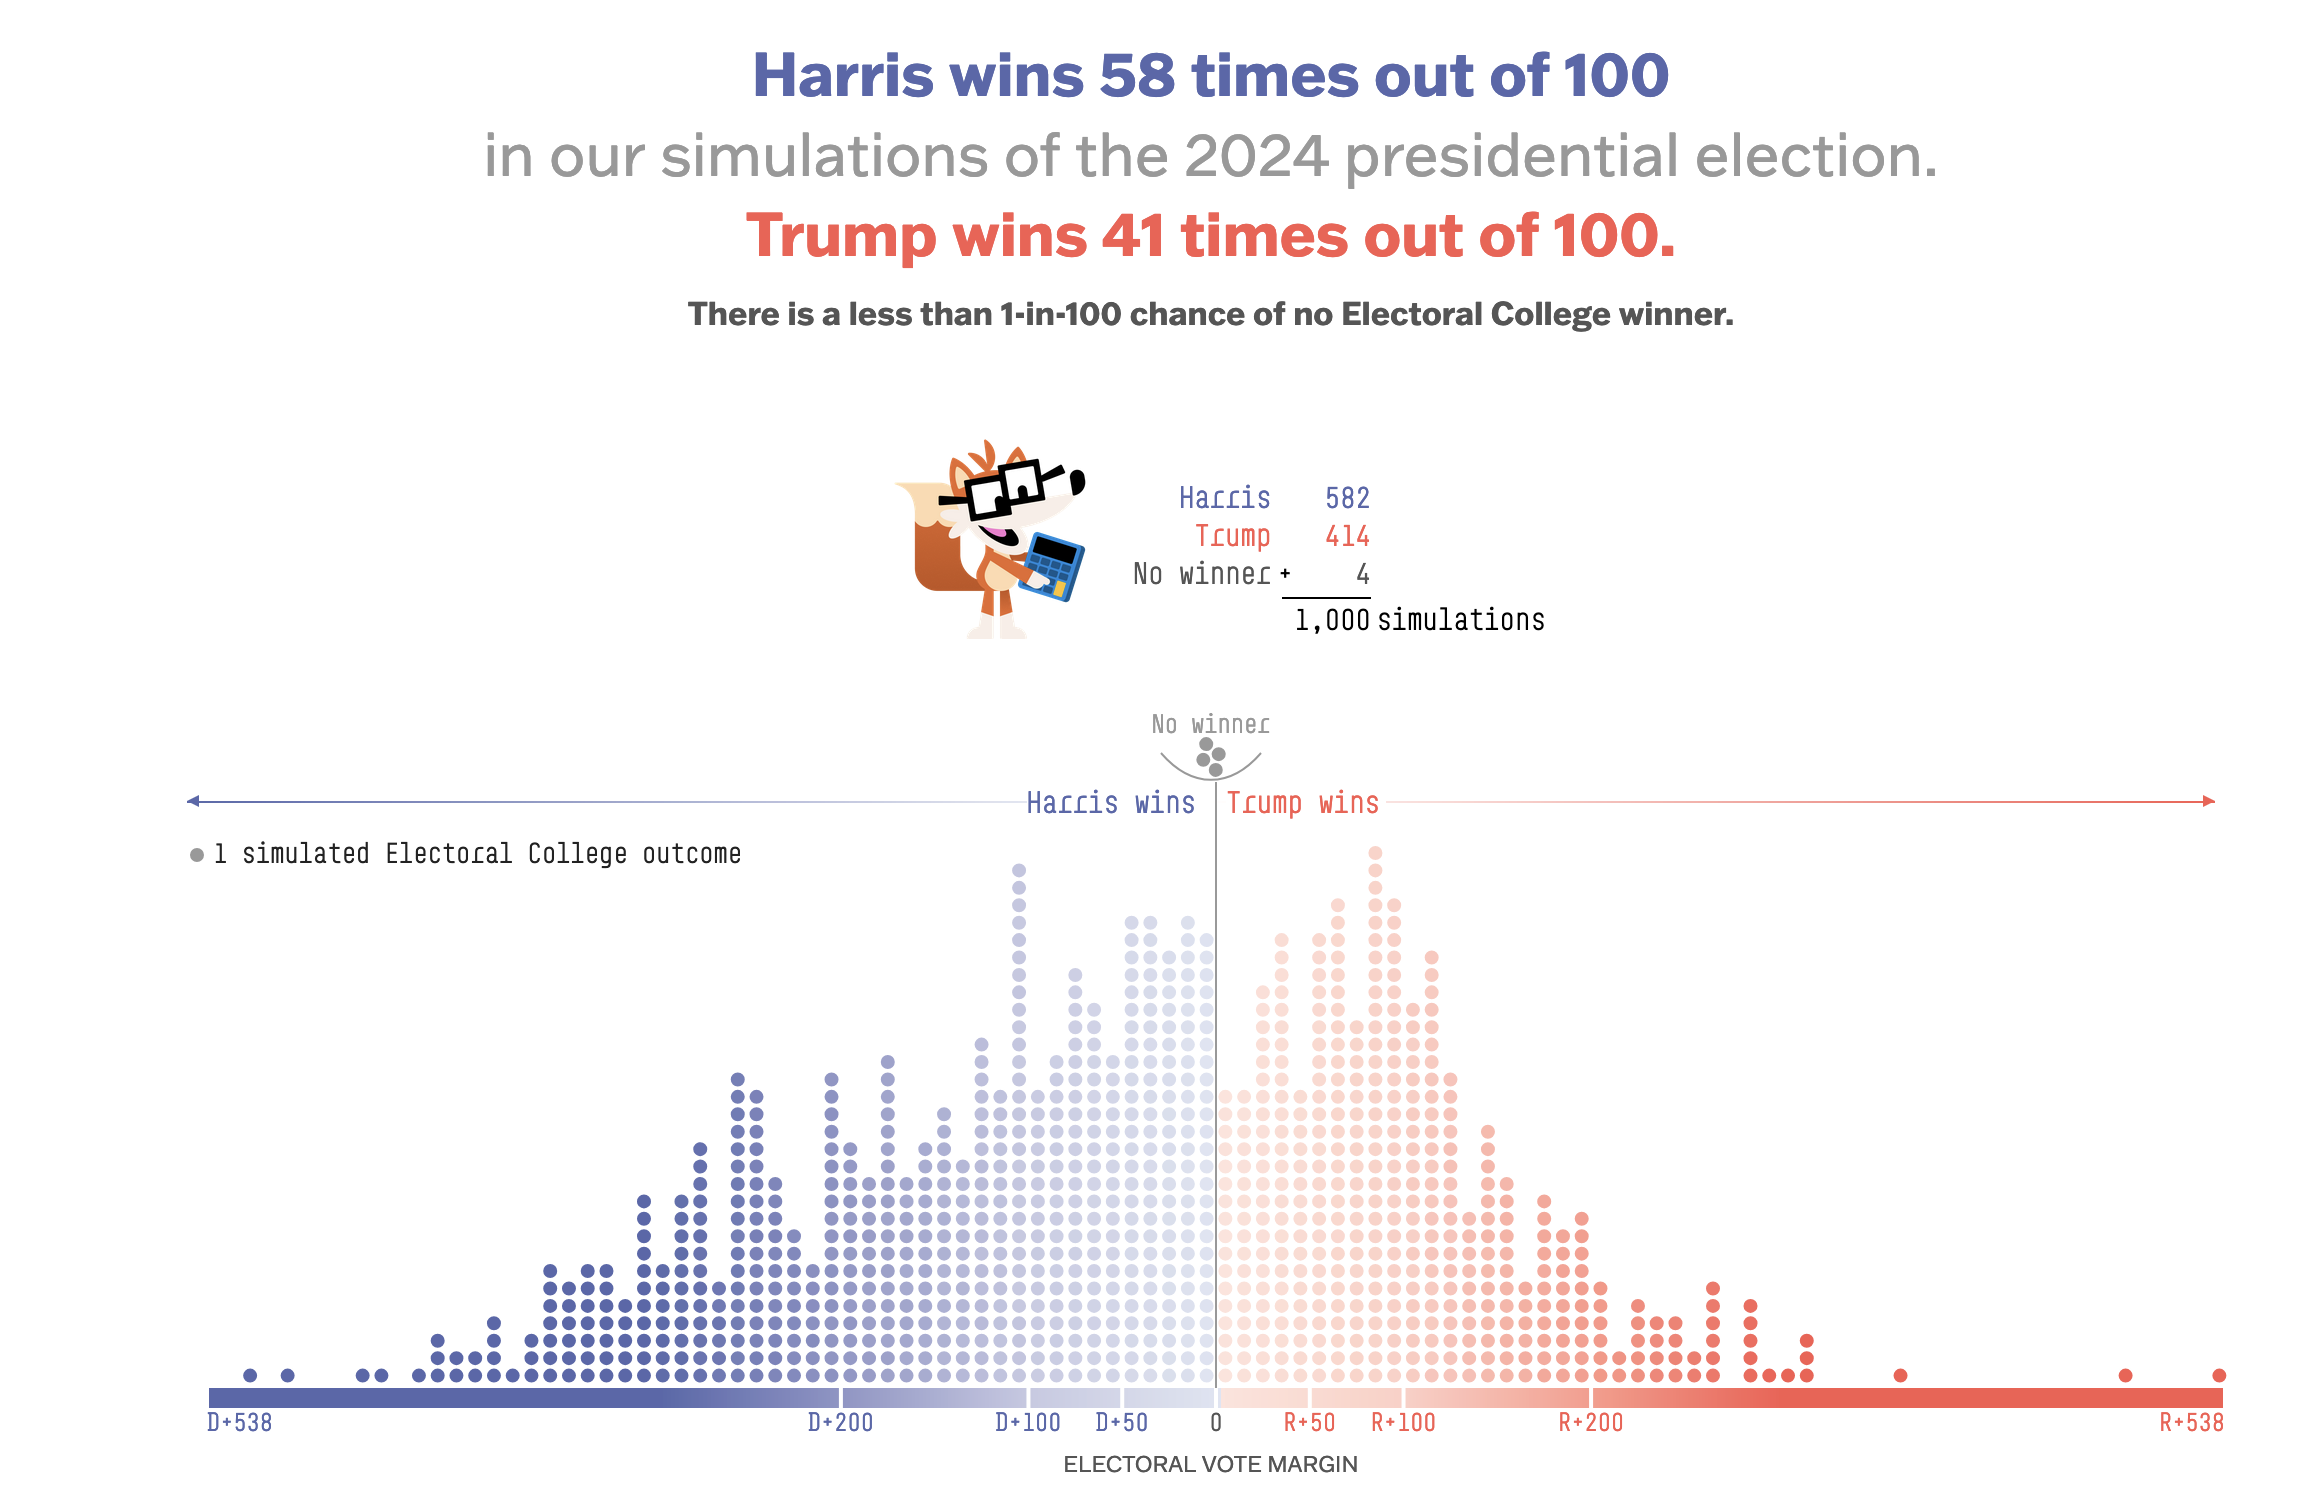 Harris wins 58 times out of 100
in our simulations of the 2024 presidential election.
Trump wins 41 times out of 100.
There is a less than 1-in-100 chance of no Electoral College winner.
Harris 582
Trump 414
No winner + 4
1,000 simulations
No winner
Harris wins Trump wins
1 simulated Electoral College outcome
D+538 D+200 D+100 D+50 0 R+50 R+100 R+200 R+538
ELECTORAL VOTE MARGIN